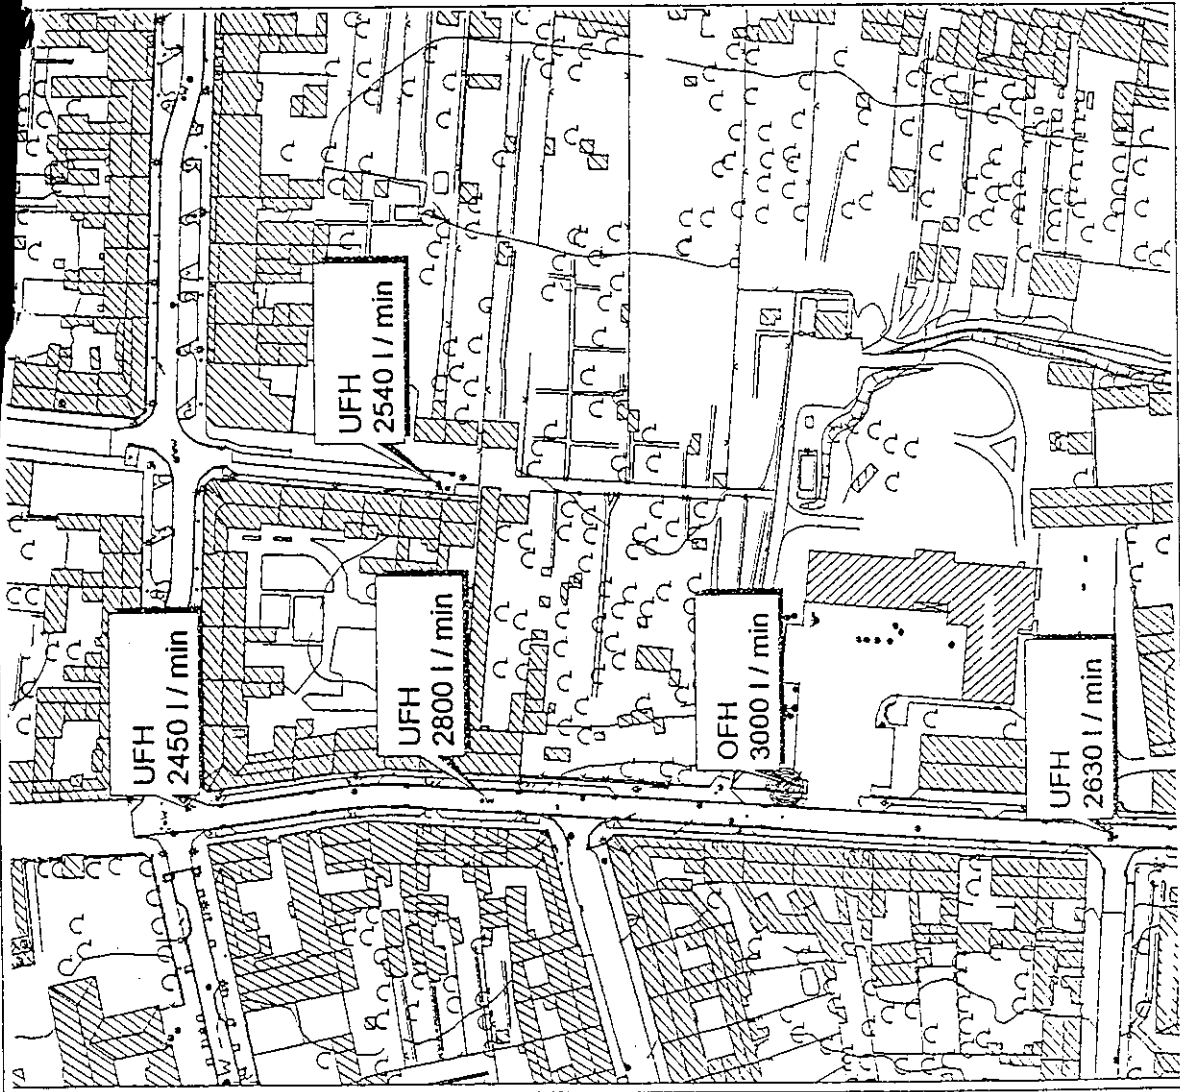 UFH
2540 l / min
UFH
2450 l / min
UFH
2800 l / min
OFH
3000 l / min
UFH
2630 l / min